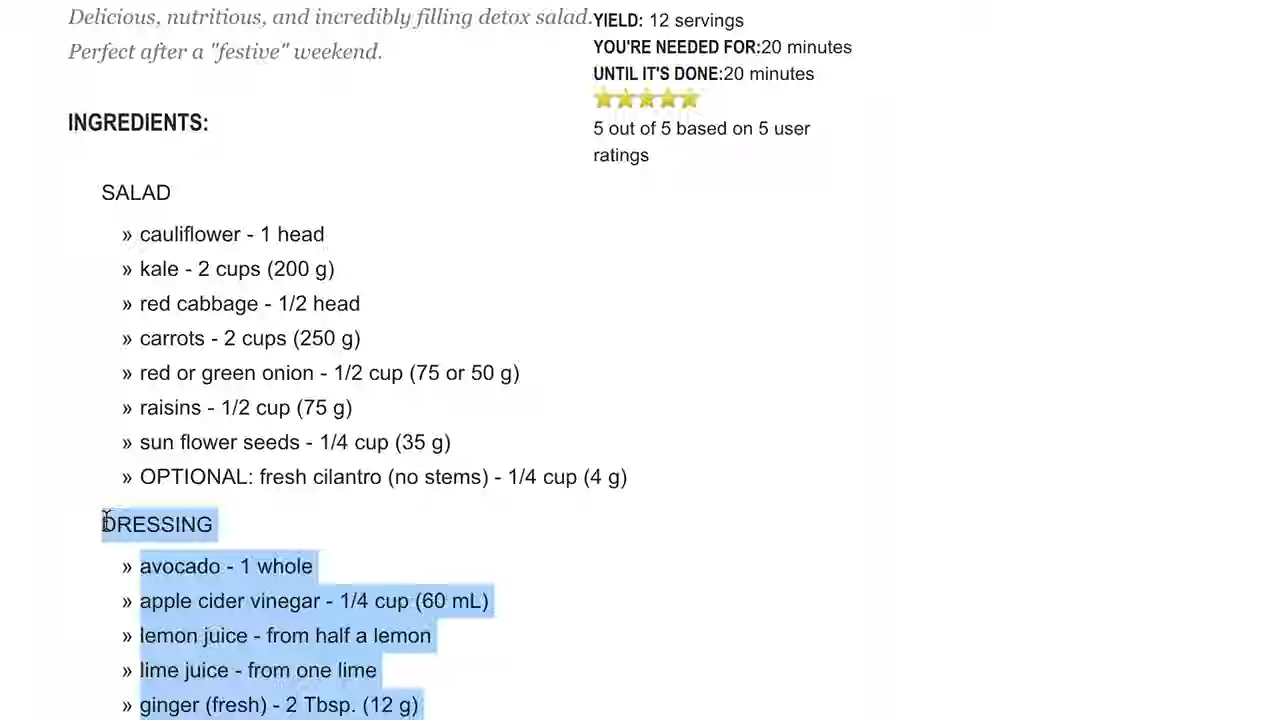 Delicious, nutritious, and incredibly filling detox salad.
Perfect after a "festive" weekend.
YIELD: 12 servings
YOU'RE NEEDED FOR:20 minutes
UNTIL IT'S DONE:20 minutes
5 out of 5 based on 5 user
ratings
INGREDIENTS:
SALAD
» cauliflower - 1 head
» kale - 2 cups (200 g)
» red cabbage - 1/2 head
» carrots - 2 cups (250 g)
» red or green onion - 1/2 cup (75 or 50 g)
» raisins - 1/2 cup (75 g)
» sun flower seeds - 1/4 cup (35 g)
» OPTIONAL: fresh cilantro (no stems) - 1/4 cup (4 g)
DRESSING
» avocado - 1 whole
» apple cider vinegar - 1/4 cup (60 mL)
» lemon juice - from half a lemon
» lime juice - from one lime
» ginger (fresh) - 2 Tbsp. (12 g)